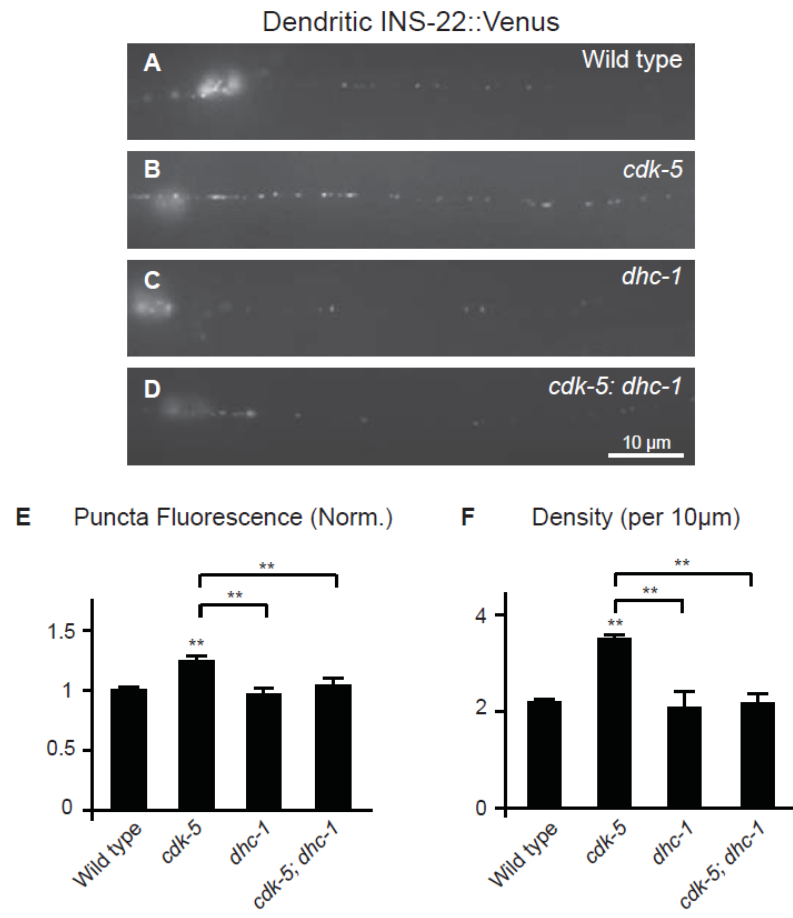 Dendritic INS-22::Venus
A Wild type
B cdk-5
C dhc-1
D cdk-5: dhc-1
10 µm
E Puncta Fluorescence (Norm.)
**
**
**
1.5
1
0.5
0
Wild type
cdk-5
dhc-1
cdk-5; dhc-1
F Density (per 10µm)
**
**
**
4
2
0
Wild type
cdk-5
dhc-1
cdk-5; dhc-1